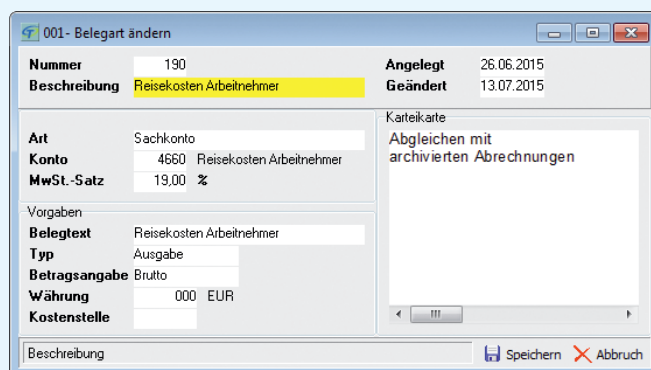 001- Belegart ändern
Nummer 190
Beschreibung Reisekosten Arbeitnehmer
Angelegt 26.06.2015
Geändert 13.07.2015
Art Sachkonto
Konto 4660 Reisekosten Arbeitnehmer
MwSt.-Satz 19,00 %
Vorgaben
Belegtext Reisekosten Arbeitnehmer
Typ Ausgabe
Betragsangabe Brutto
Währung 000 EUR
Kostenstelle
Karteikarte
Abgleichen mit
archivierten Abrechnungen
Beschreibung
Speichern Abbruch